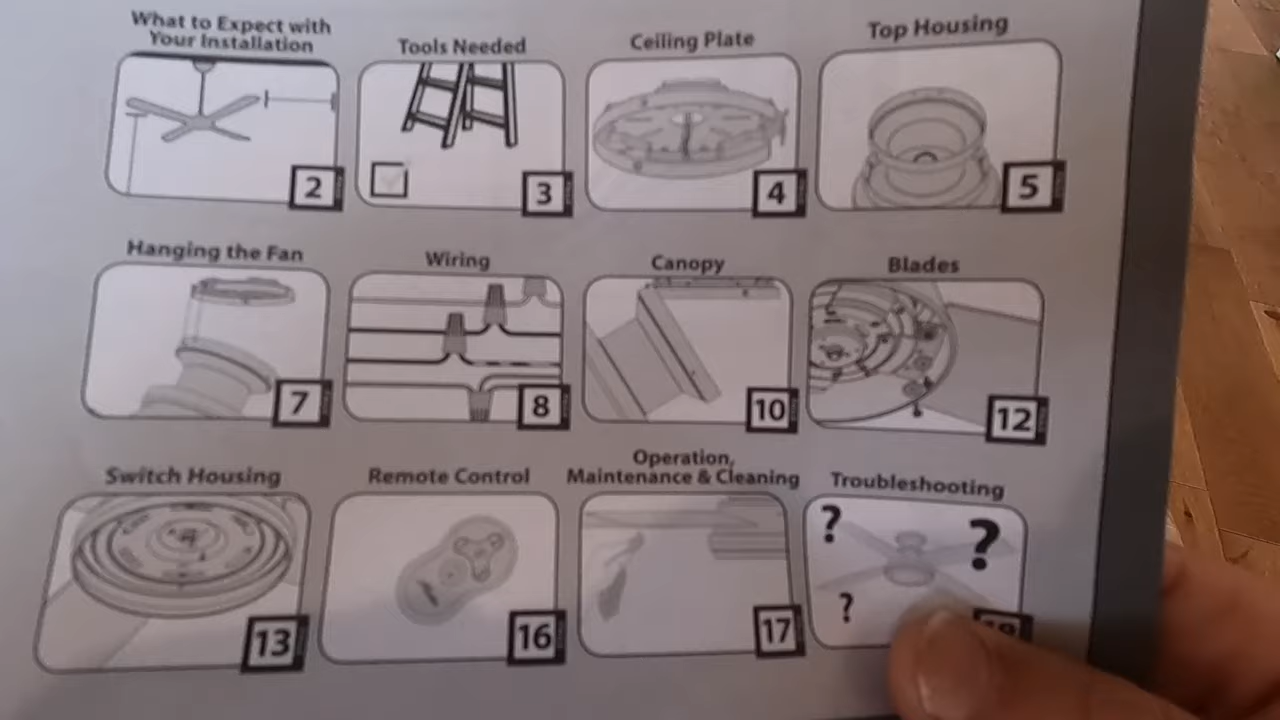 What to Expect with
Your Installation
Tools Needed
Ceiling Plate
Top Housing
2
3
4
5
Hanging the Fan
Wiring
Canopy
Blades
7
8
10
12
Switch Housing
Remote Control
Operation,
Maintenance & Cleaning
Troubleshooting
?
?
?
13
16
17